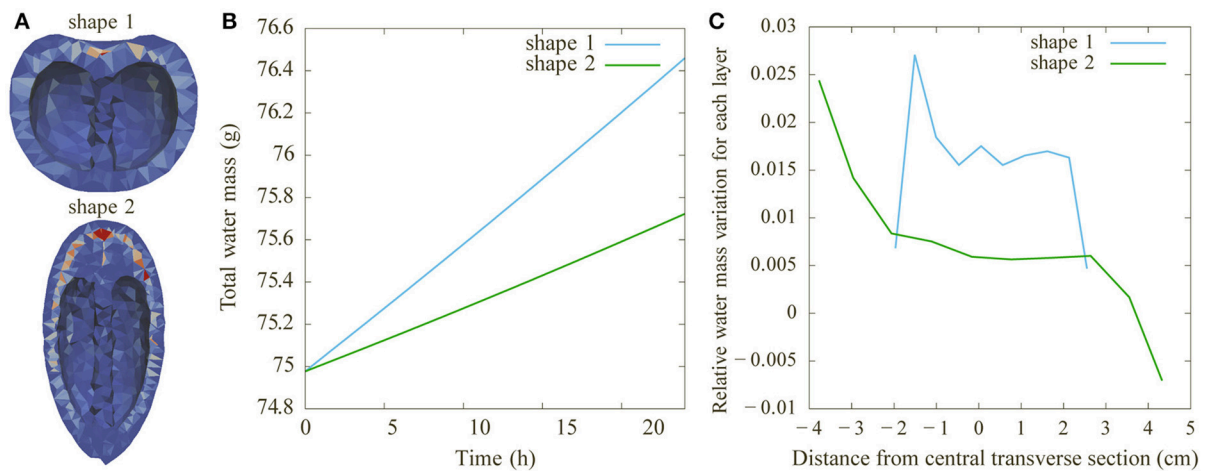 A
shape 1
shape 2
B
76.6
76.4
76.2
76
75.8
75.6
75.4
75.2
75
74.8
Total water mass (g)
shape 1
shape 2
0 5 10 15 20
Time (h)
C
0.03
0.025
0.02
0.015
0.01
0.005
0
−0.005
−0.01
Relative water mass variation for each layer
shape 1
shape 2
−4 −3 −2 −1 0 1 2 3 4 5
Distance from central transverse section (cm)